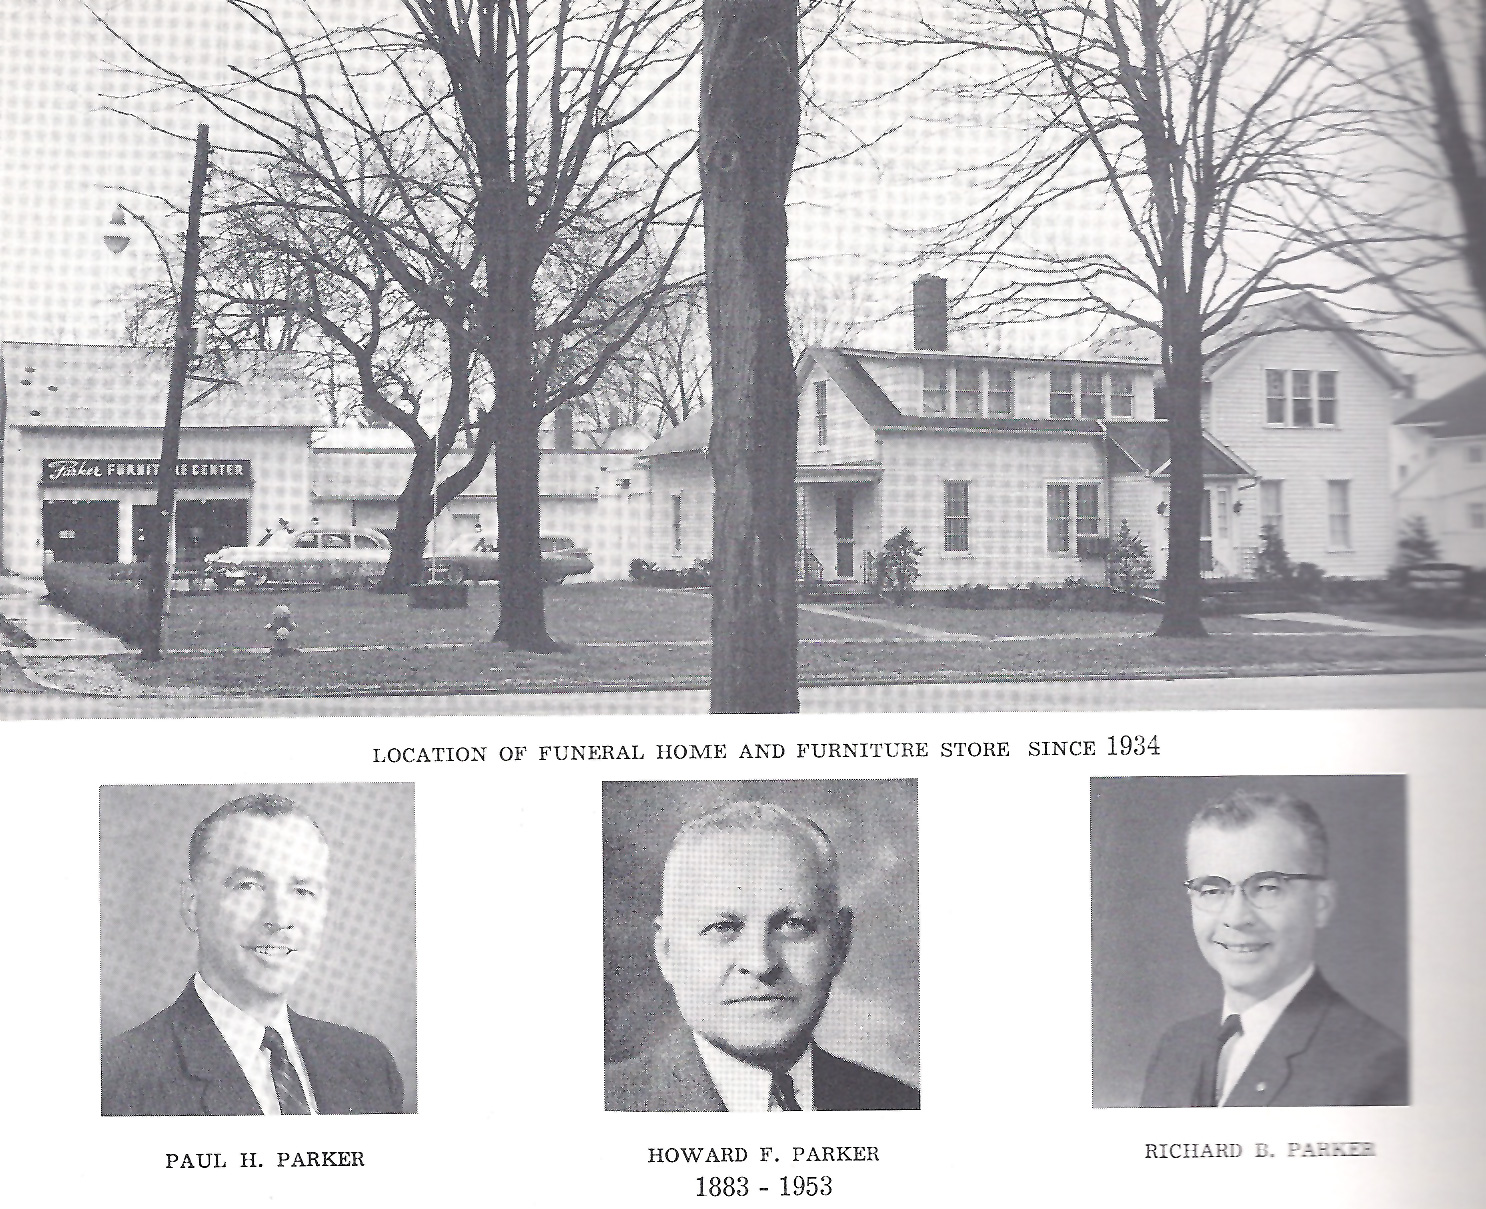 Parker FURNITURE CENTER
LOCATION OF FUNERAL HOME AND FURNITURE STORE SINCE 1934
PAUL H. PARKER
HOWARD F. PARKER
1883 - 1953
RICHARD B. PARKER